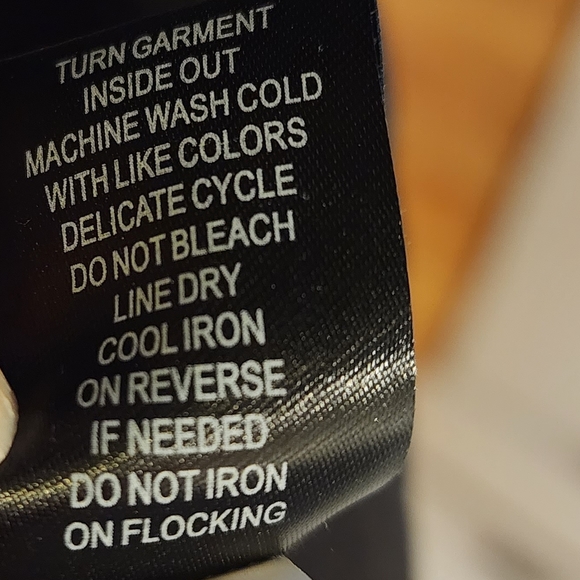 TURN GARMENT
INSIDE OUT
MACHINE WASH COLD
WITH LIKE COLORS
DELICATE CYCLE
DO NOT BLEACH
LINE DRY
COOL IRON
ON REVERSE
IF NEEDED
DO NOT IRON
ON FLOCKING